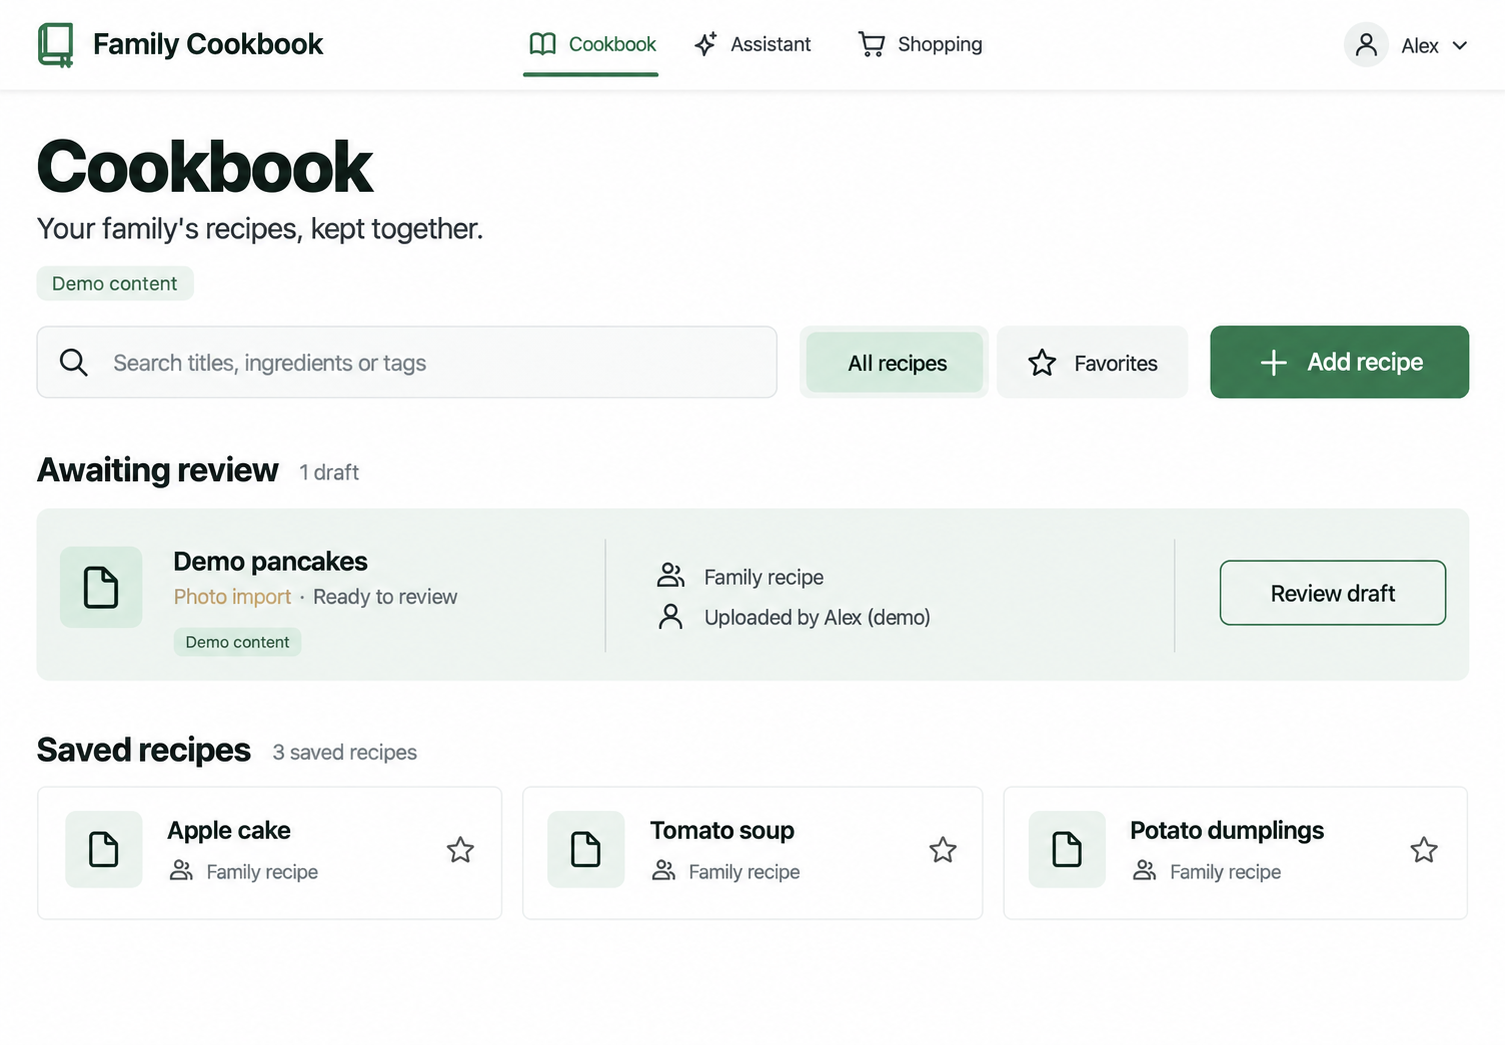 Family Cookbook
Cookbook
Assistant
Shopping
Alex
Cookbook
Your family's recipes, kept together.
Demo content
Search titles, ingredients or tags
All recipes
Favorites
Add recipe
Awaiting review
1 draft
Demo pancakes
Photo import · Ready to review
Demo content
Family recipe
Uploaded by Alex (demo)
Review draft
Saved recipes
3 saved recipes
Apple cake
Family recipe
Tomato soup
Family recipe
Potato dumplings
Family recipe